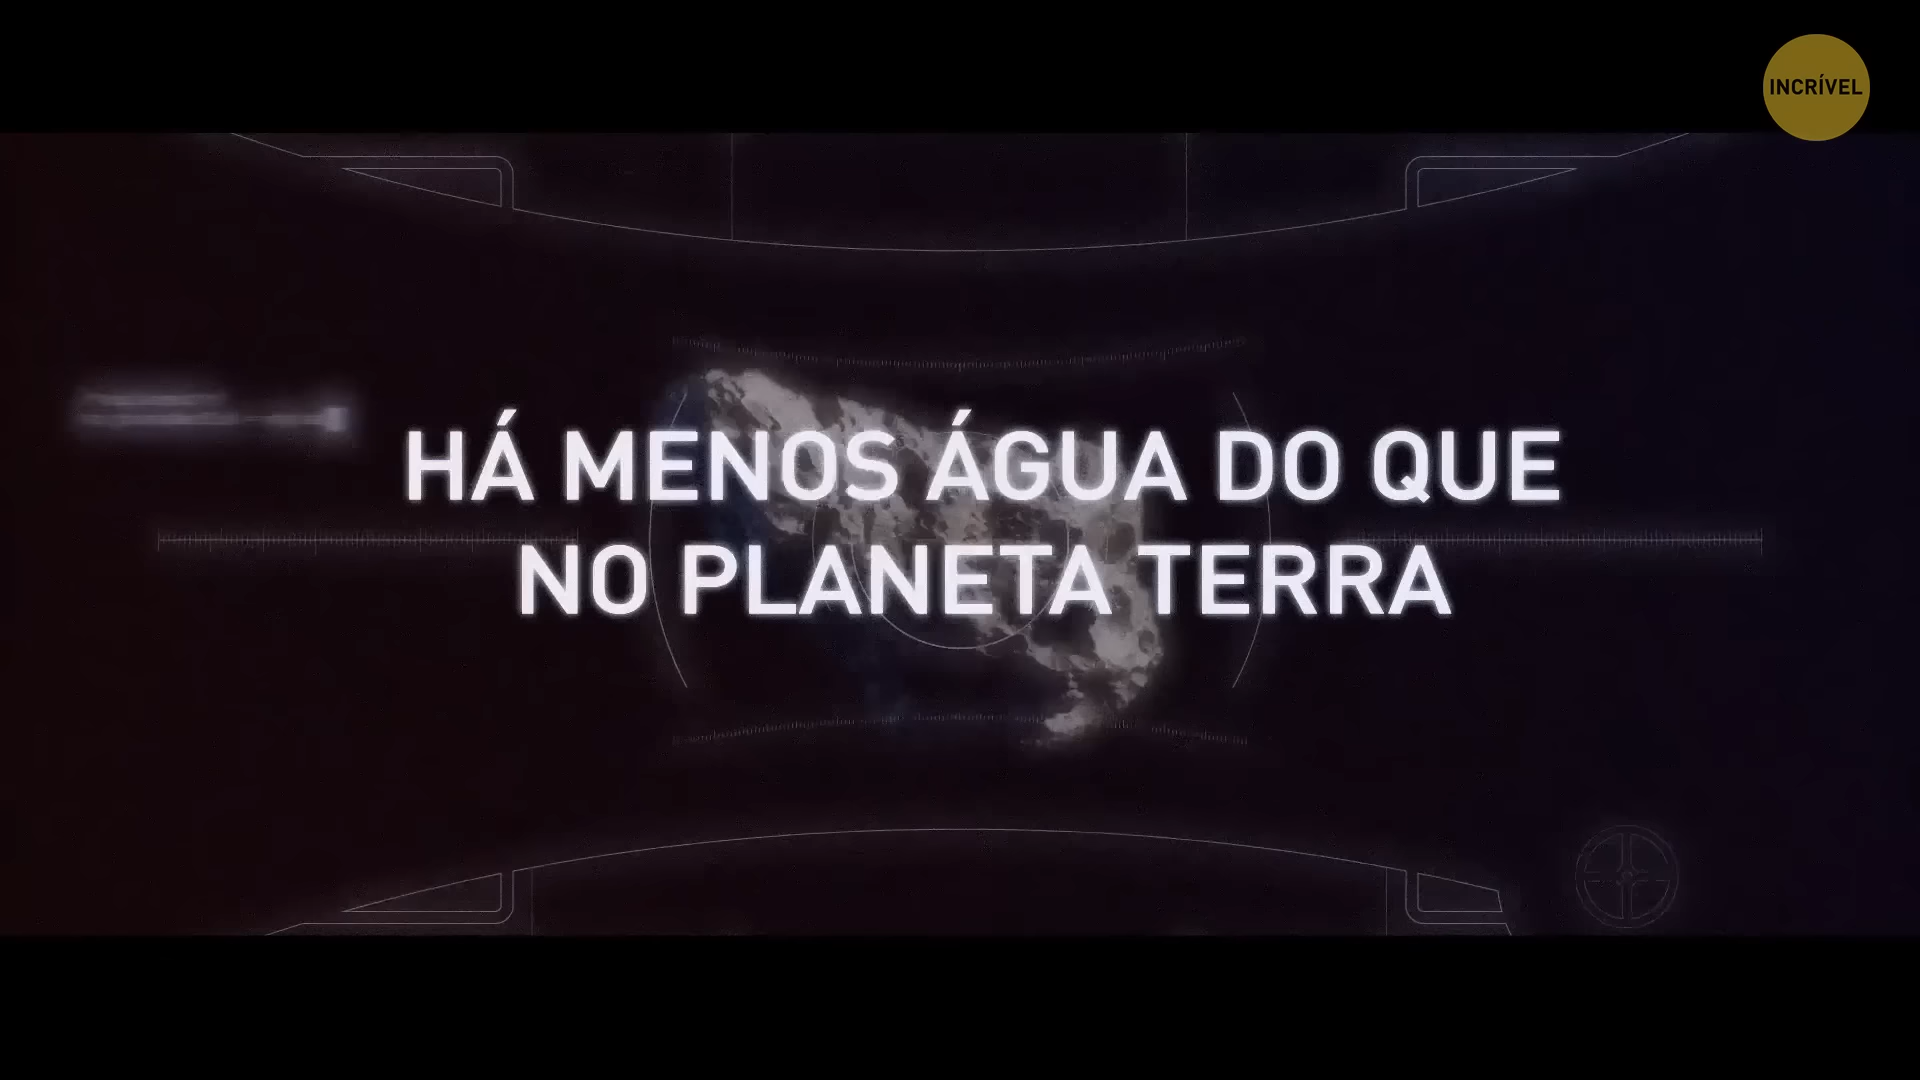 INCRÍVEL
HÁ MENOS ÁGUA DO QUE
NO PLANETA TERRA